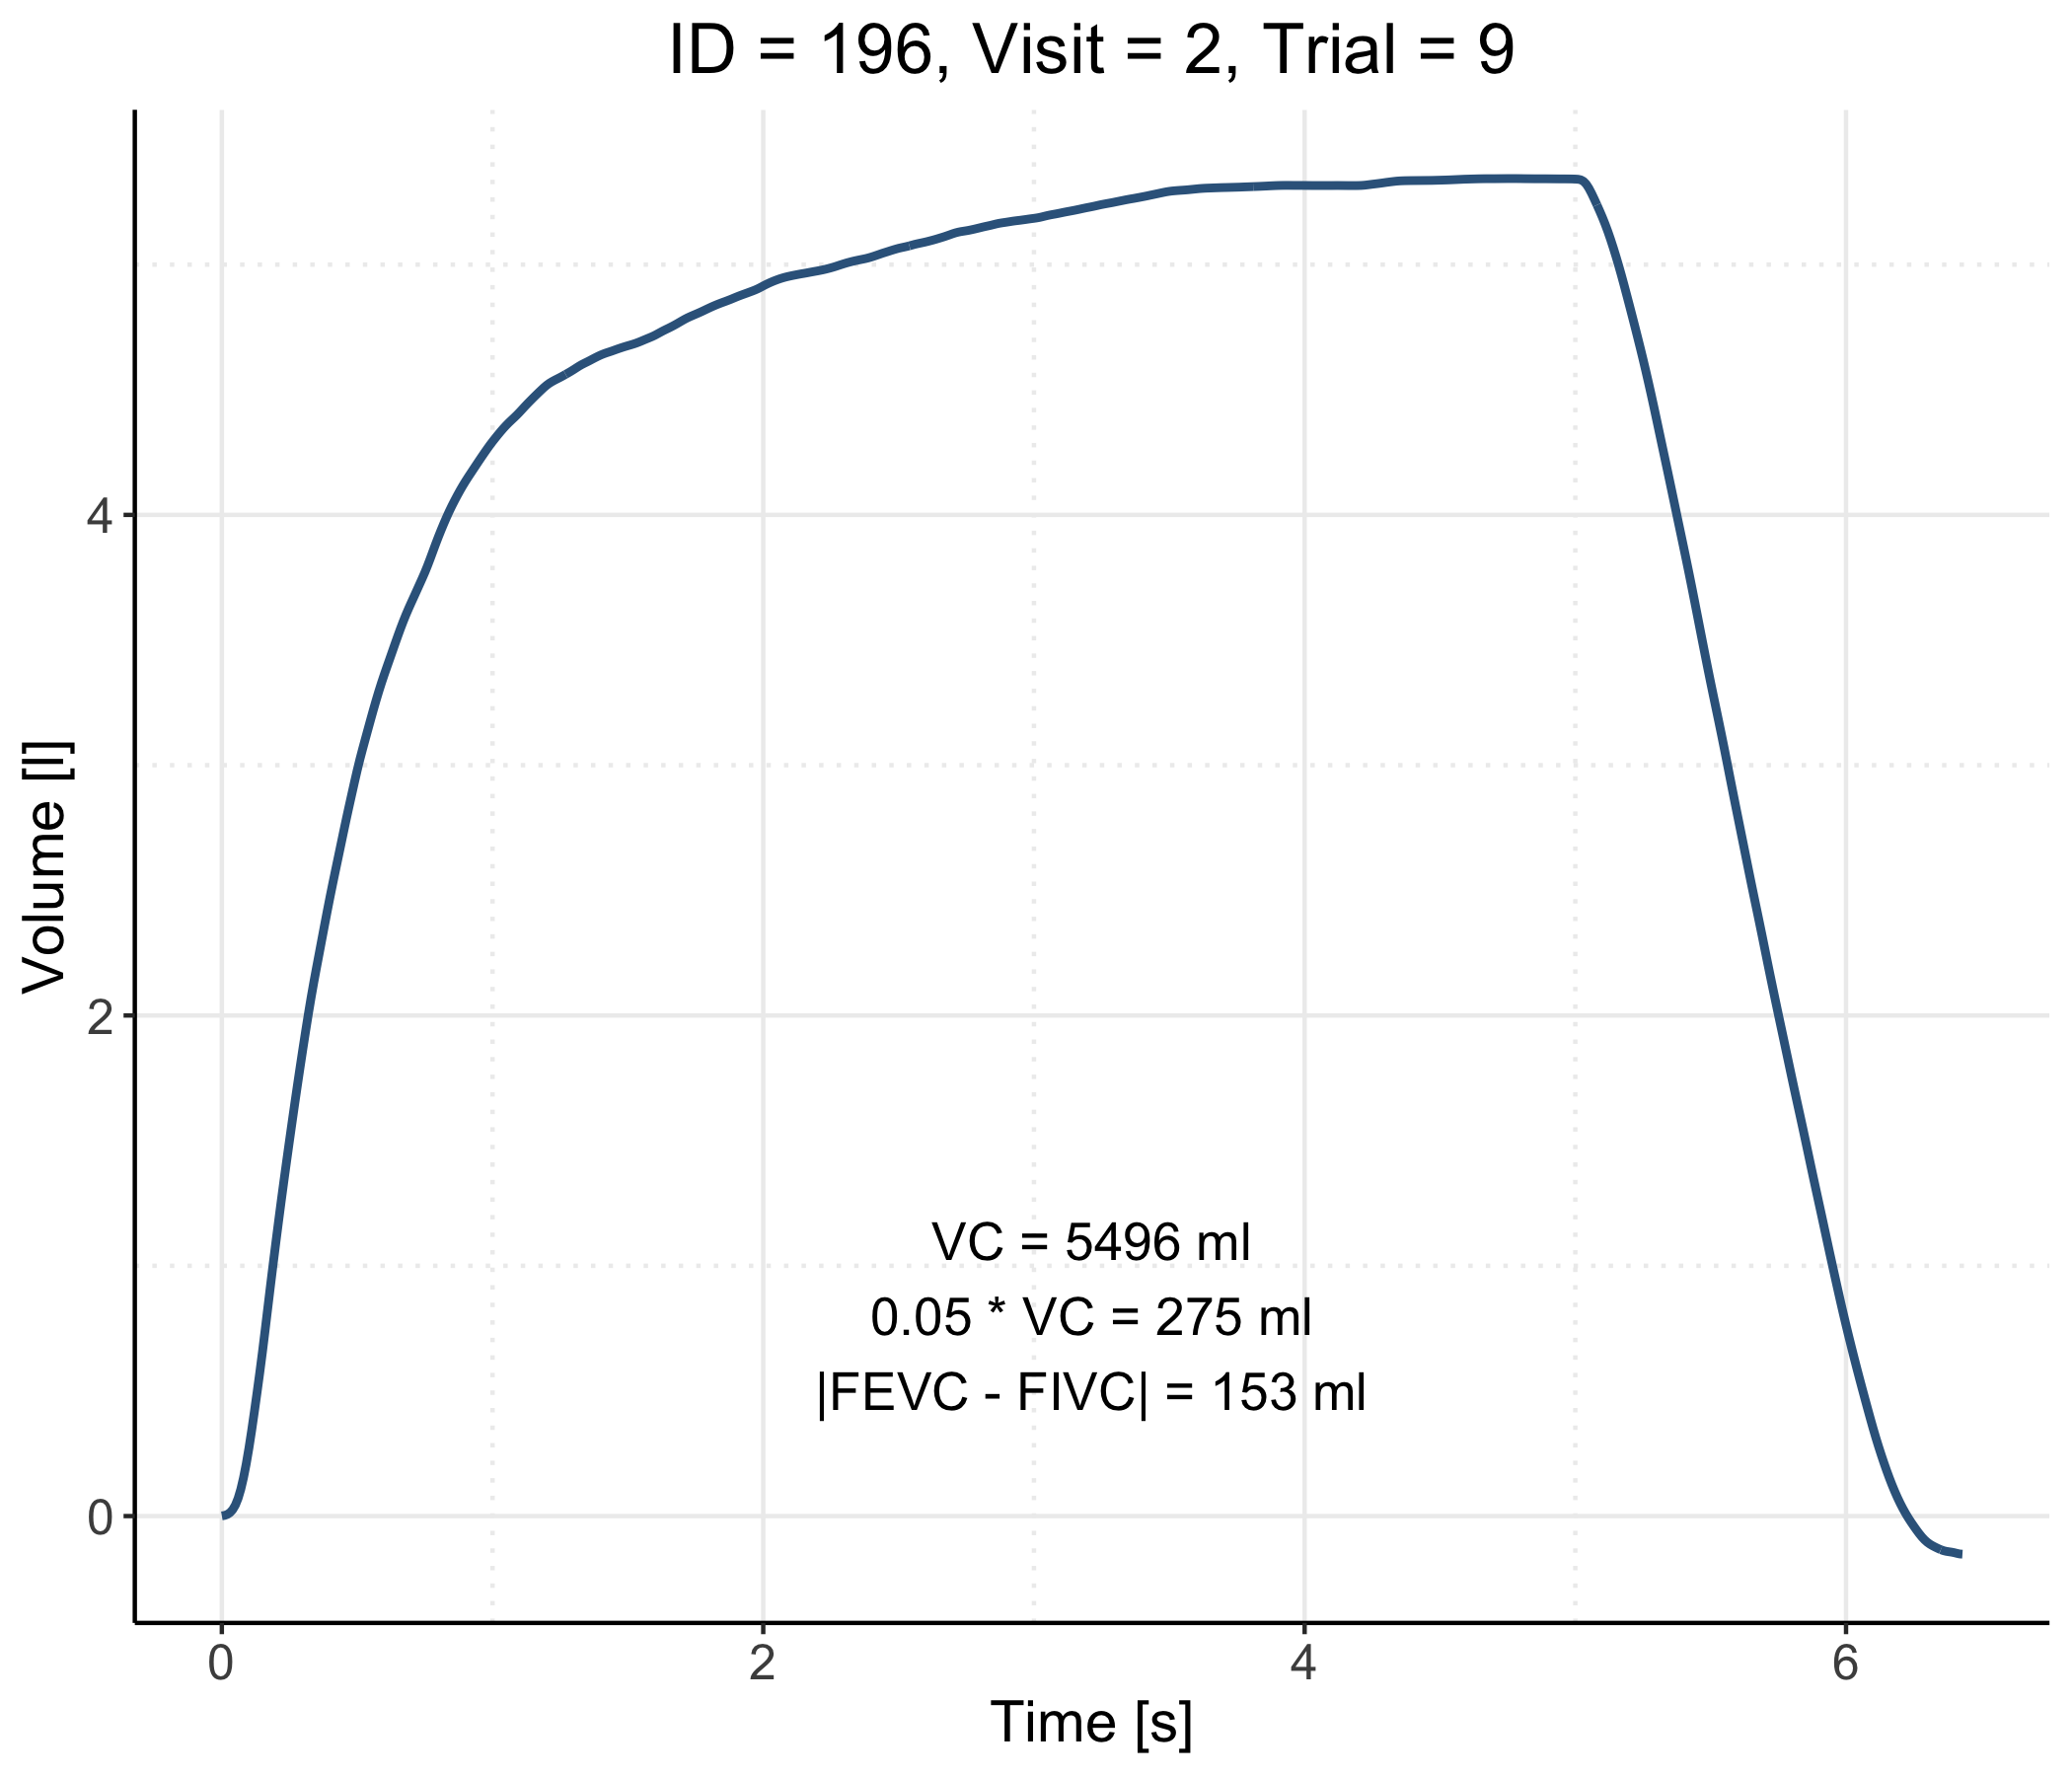 ID = 196, Visit = 2, Trial = 9
Volume [l]
4
2
0
VC = 5496 ml
0.05 * VC = 275 ml
|FEVC - FIVC| = 153 ml
0 2 4 6
Time [s]